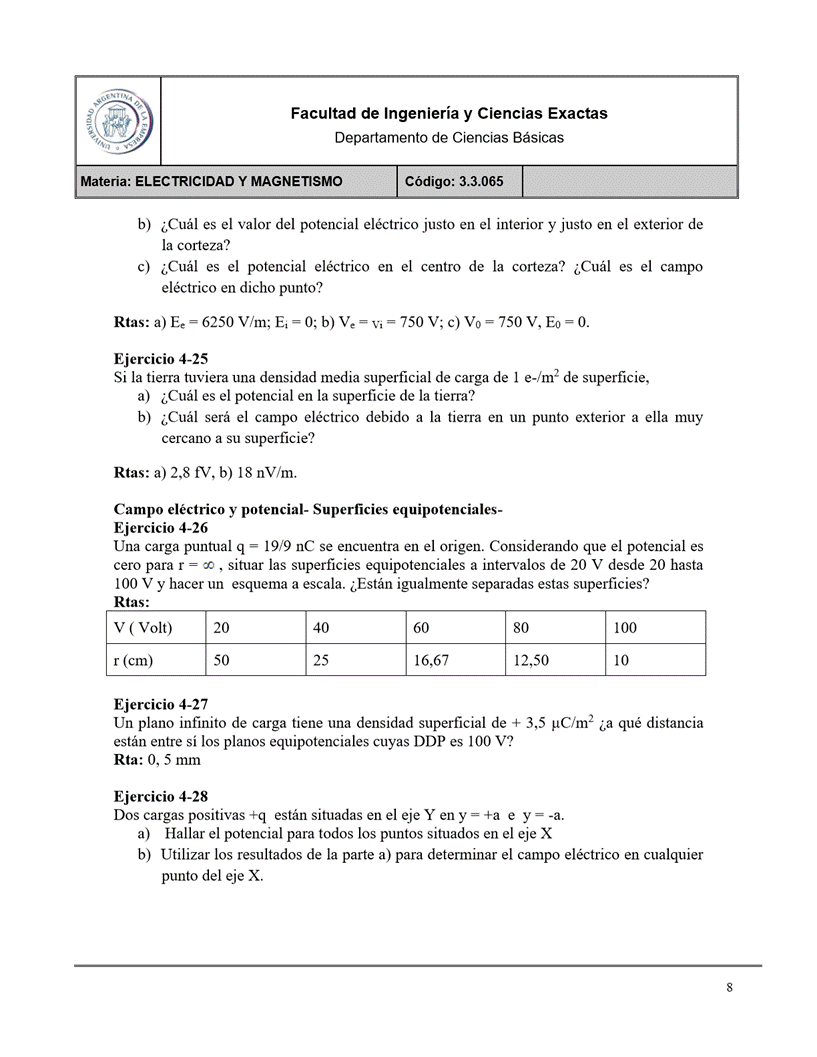 UNIVERSIDAD ARGENTINA DE LA EMPRESA
Facultad de Ingeniería y Ciencias Exactas
Departamento de Ciencias Básicas
Materia: ELECTRICIDAD Y MAGNETISMO Código: 3.3.065
b) ¿Cuál es el valor del potencial eléctrico justo en el interior y justo en el exterior de
la corteza?
c) ¿Cuál es el potencial eléctrico en el centro de la corteza? ¿Cuál es el campo
eléctrico en dicho punto?
Rtas: a) Eₑ = 6250 V/m; Eᵢ = 0; b) Vₑ = Vᵢ = 750 V; c) V₀ = 750 V, E₀ = 0.
Ejercicio 4-25
Si la tierra tuviera una densidad media superficial de carga de 1 e-/m² de superficie,
a) ¿Cuál es el potencial en la superficie de la tierra?
b) ¿Cuál será el campo eléctrico debido a la tierra en un punto exterior a ella muy
cercano a su superficie?
Rtas: a) 2,8 fV, b) 18 nV/m.
Campo eléctrico y potencial- Superficies equipotenciales-
Ejercicio 4-26
Una carga puntual q = 19/9 nC se encuentra en el origen. Considerando que el potencial es
cero para r = ∞ , situar las superficies equipotenciales a intervalos de 20 V desde 20 hasta
100 V y hacer un esquema a escala. ¿Están igualmente separadas estas superficies?
Rtas:
V ( Volt) 20 40 60 80 100
r (cm) 50 25 16,67 12,50 10
Ejercicio 4-27
Un plano infinito de carga tiene una densidad superficial de + 3,5 µC/m² ¿a qué distancia
están entre sí los planos equipotenciales cuyas DDP es 100 V?
Rta: 0, 5 mm
Ejercicio 4-28
Dos cargas positivas +q están situadas en el eje Y en y = +a e y = -a.
a) Hallar el potencial para todos los puntos situados en el eje X
b) Utilizar los resultados de la parte a) para determinar el campo eléctrico en cualquier
punto del eje X.
8